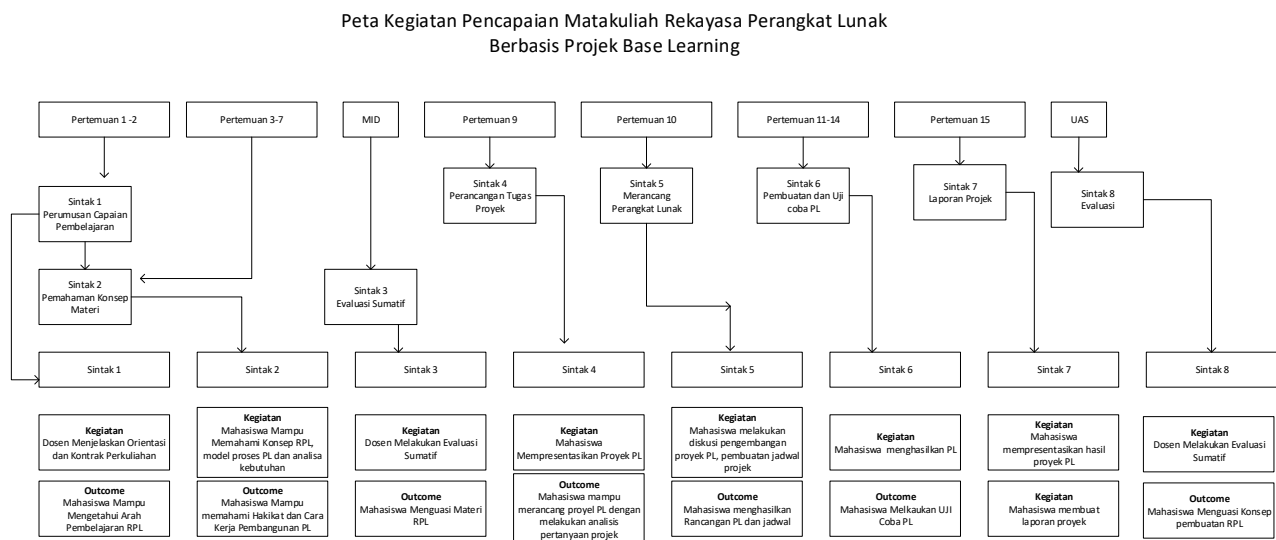 Peta Kegiatan Pencapaian Matakuliah Rekayasa Perangkat Lunak
Berbasis Projek Base Learning
Pertemuan 1 -2
Pertemuan 3-7
MID
Pertemuan 9
Pertemuan 10
Pertemuan 11-14
Pertemuan 15
UAS
Sintak 1
Perumusan Capaian
Pembelajaran
Sintak 2
Pemahaman Konsep
Materi
Sintak 3
Evaluasi Sumatif
Sintak 4
Perancangan Tugas
Proyek
Sintak 5
Merancang
Perangkat Lunak
Sintak 6
Pembuatan dan Uji
coba PL
Sintak 7
Laporan Projek
Sintak 8
Evaluasi
Sintak 1
Sintak 2
Sintak 3
Sintak 4
Sintak 5
Sintak 6
Sintak 7
Sintak 8
Kegiatan
Dosen Menjelaskan Orientasi
dan Kontrak Perkuliahan
Kegiatan
Mahasiswa Mampu
Memahami Konsep RPL,
model proses PL dan analisa
kebutuhan
Kegiatan
Dosen Melakukan Evaluasi
Sumatif
Kegiatan
Mahasiswa
Mempresentasikan Proyek PL
Kegiatan
Mahasiswa melakukan
diskusi pengembangan
proyek PL, pembuatan jadwal
projek
Kegiatan
Mahasiswa  menghasilkan PL
Kegiatan
Mahasiswa
mempresentasikan hasil
proyek PL
Kegiatan
Dosen Melakukan Evaluasi
Sumatif
Outcome
Mahasiswa Mampu
Mengetahui Arah
Pembelajaran RPL
Outcome
Mahasiswa Mampu
memahami Hakikat dan Cara
Kerja Pembangunan PL
Outcome
Mahasiswa Menguasi Materi
RPL
Outcome
Mahasiswa mampu
merancang proyel PL dengan
melakukan analisis
pertanyaan projek
Outcome
Mahasiswa menghasilkan
Rancangan PL dan jadwal
Outcome
Mahasiswa Melkaukan UJI
Coba PL
Kegiatan
Mahasiswa membuat
laporan proyek
Outcome
Mahasiswa Menguasi Konsep
pembuatan RPL